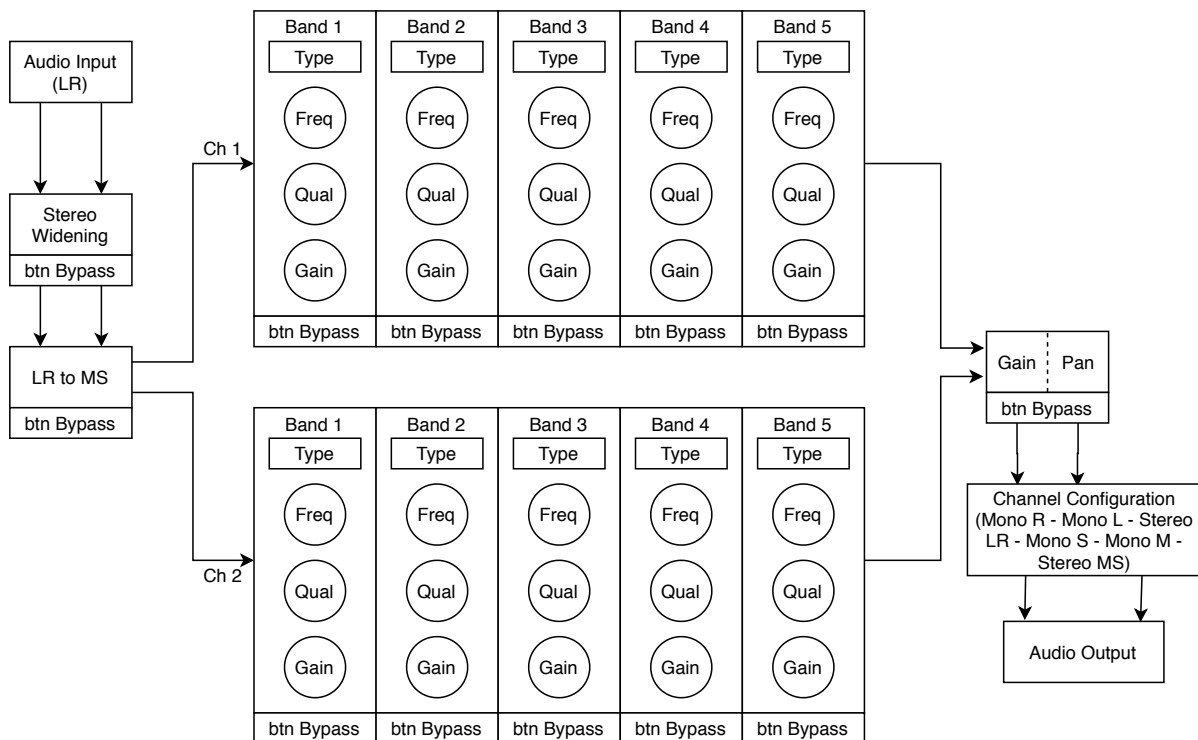 Audio Input
(LR)
Stereo
Widening
btn Bypass
LR to MS
btn Bypass
Ch 1
Band 1
Band 2
Band 3
Band 4
Band 5
Type
Type
Type
Type
Type
Freq
Freq
Freq
Freq
Freq
Qual
Qual
Qual
Qual
Qual
Gain
Gain
Gain
Gain
Gain
btn Bypass
btn Bypass
btn Bypass
btn Bypass
btn Bypass
Ch 2
Band 1
Band 2
Band 3
Band 4
Band 5
Type
Type
Type
Type
Type
Freq
Freq
Freq
Freq
Freq
Qual
Qual
Qual
Qual
Qual
Gain
Gain
Gain
Gain
Gain
btn Bypass
btn Bypass
btn Bypass
btn Bypass
btn Bypass
Gain
Pan
btn Bypass
Channel Configuration
(Mono R - Mono L - Stereo
LR - Mono S - Mono M -
Stereo MS)
Audio Output